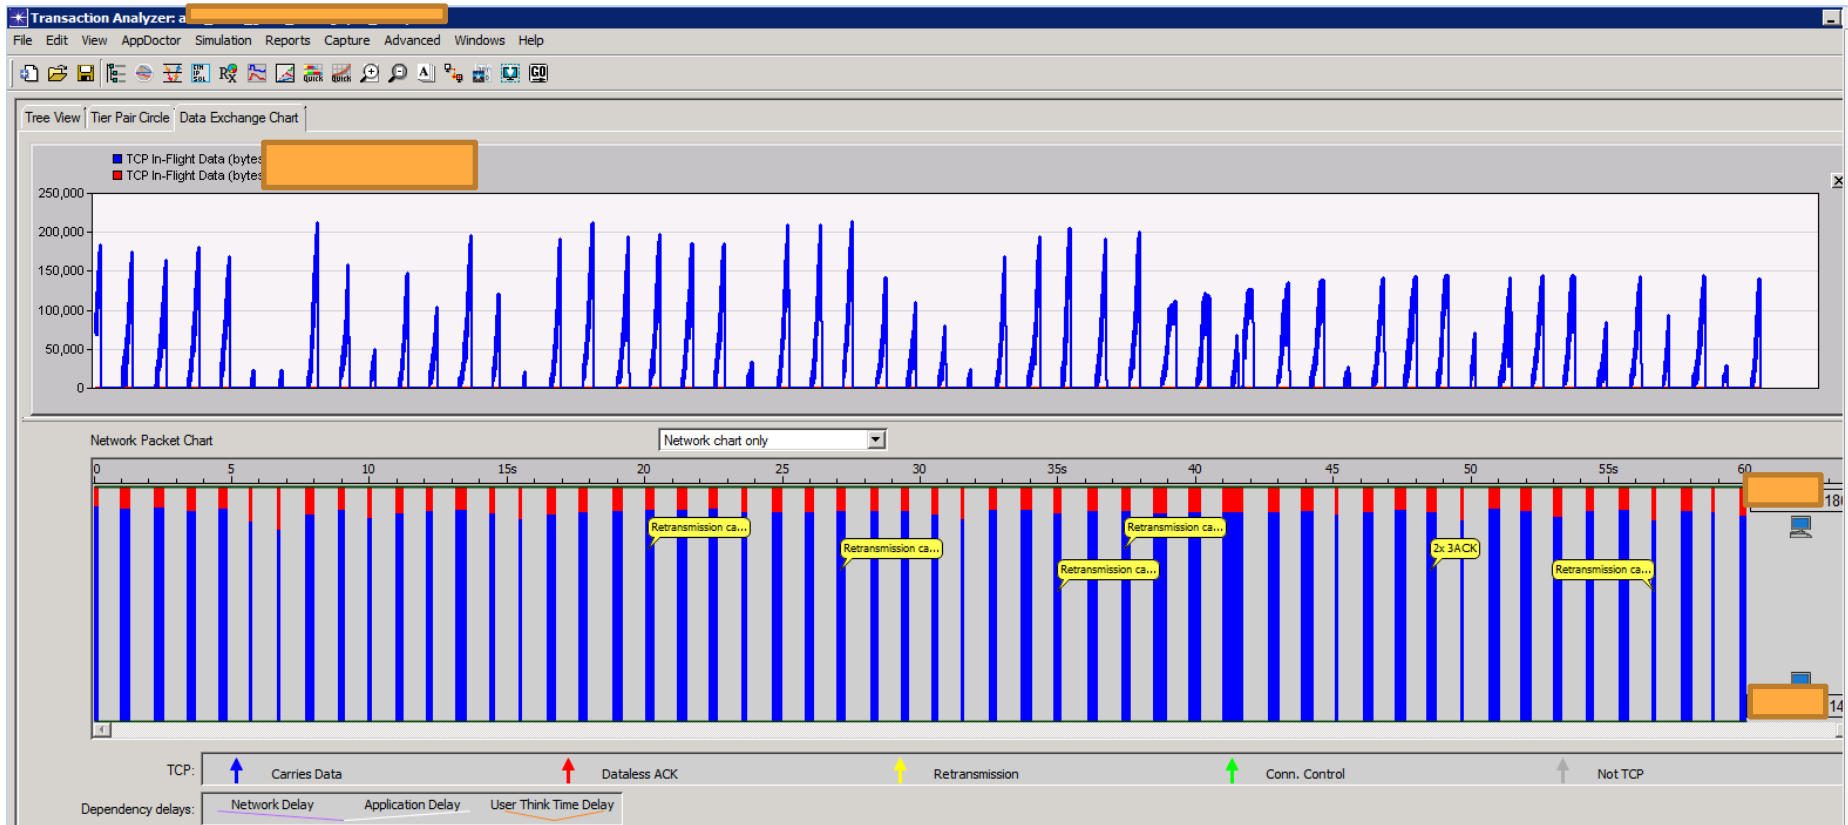 Transaction Analyzer: a
File Edit View AppDoctor Simulation Reports Capture Advanced Windows Help
Tree View Tier Pair Circle Data Exchange Chart
TCP In-Flight Data (bytes
TCP In-Flight Data (bytes
250,000
200,000
150,000
100,000
50,000
0
Network Packet Chart Network chart only
0 5 10 15s 20 25 30 35s 40 45 50 55s 60
Retransmission ca... Retransmission ca...
Retransmission ca... 2x 3ACK
Retransmission ca... Retransmission ca...
TCP: Carries Data Dataless ACK Retransmission Conn. Control Not TCP
Dependency delays: Network Delay Application Delay User Think Time Delay